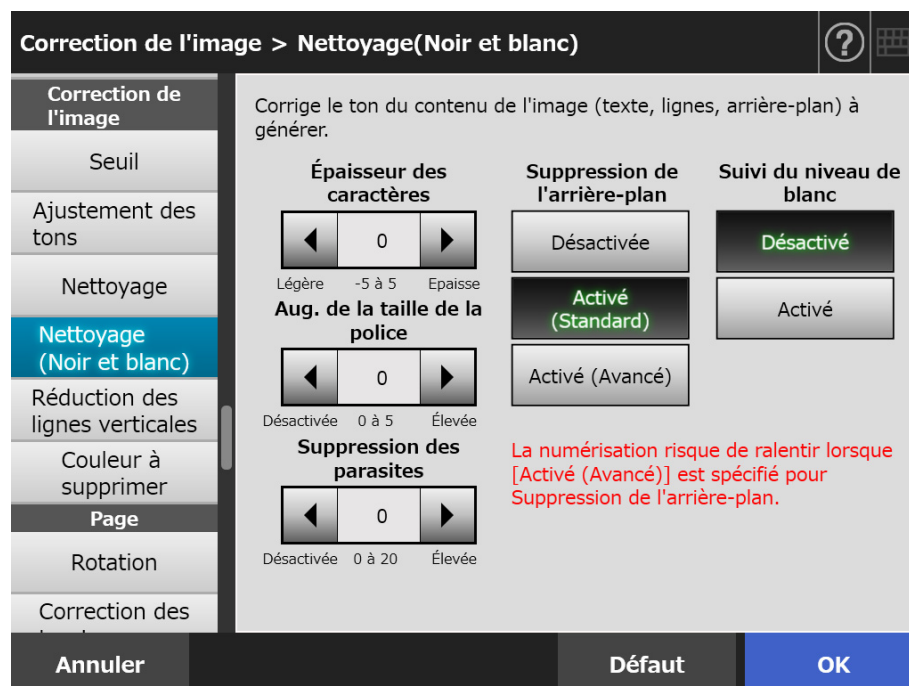 Correction de l'image > Nettoyage(Noir et blanc)
?
Correction de
l'image
Seuil
Ajustement des
tons
Nettoyage
Nettoyage
(Noir et blanc)
Réduction des
lignes verticales
Couleur à
supprimer
Page
Rotation
Correction des
Corrige le ton du contenu de l'image (texte, lignes, arrière-plan) à
générer.
Épaisseur des
caractères
0
Légère -5 à 5 Epaisse
Aug. de la taille de la
police
0
Désactivée 0 à 5 Élevée
Suppression des
parasites
0
Désactivée 0 à 20 Élevée
Suppression de
l'arrière-plan
Désactivée
Activé
(Standard)
Activé (Avancé)
Suivi du niveau de
blanc
Désactivé
Activé
La numérisation risque de ralentir lorsque
[Activé (Avancé)] est spécifié pour
Suppression de l'arrière-plan.
Annuler
Défaut
OK